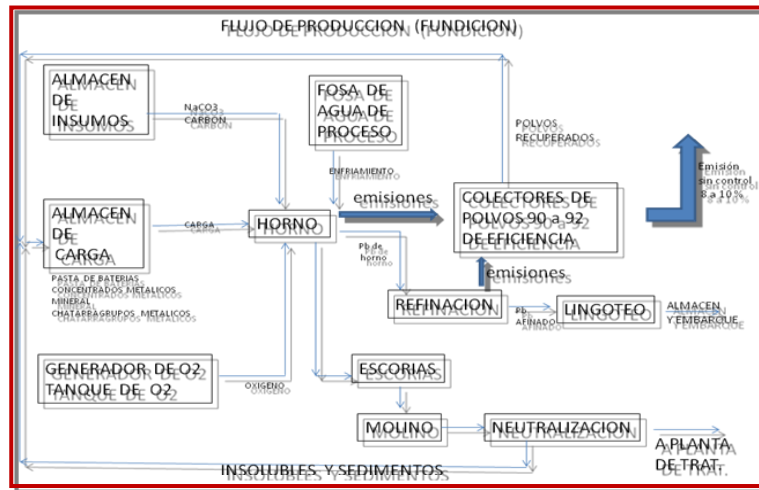 FLUJO DE PRODUCCION (FUNDICION)
ALMACEN
DE
INSUMOS
NaCO3
CARBON
FOSA DE
AGUA DE
PROCESO
ENFRIAMIENTO
POLVOS
RECUPERADOS
Emisión
sin control
8 a 10 %
ALMACEN
DE
CARGA
CARGA
HORNO
emisiones
COLECTORES DE
POLVOS 90 a 92
DE EFICIENCIA
PASTA DE BATERIAS
CONCENTRADOS METALICOS
MINERAL
CHATARRAGRUPOS METALICOS
Pb de
horno
emisiones
REFINACION
Pb
AFINADO
LINGOTEO
ALMACEN
Y EMBARQUE
GENERADOR DE O2
TANQUE DE O2
OXIGENO
ESCORIAS
MOLINO
NEUTRALIZACION
A PLANTA
DE TRAT.
INSOLUBLES Y SEDIMENTOS